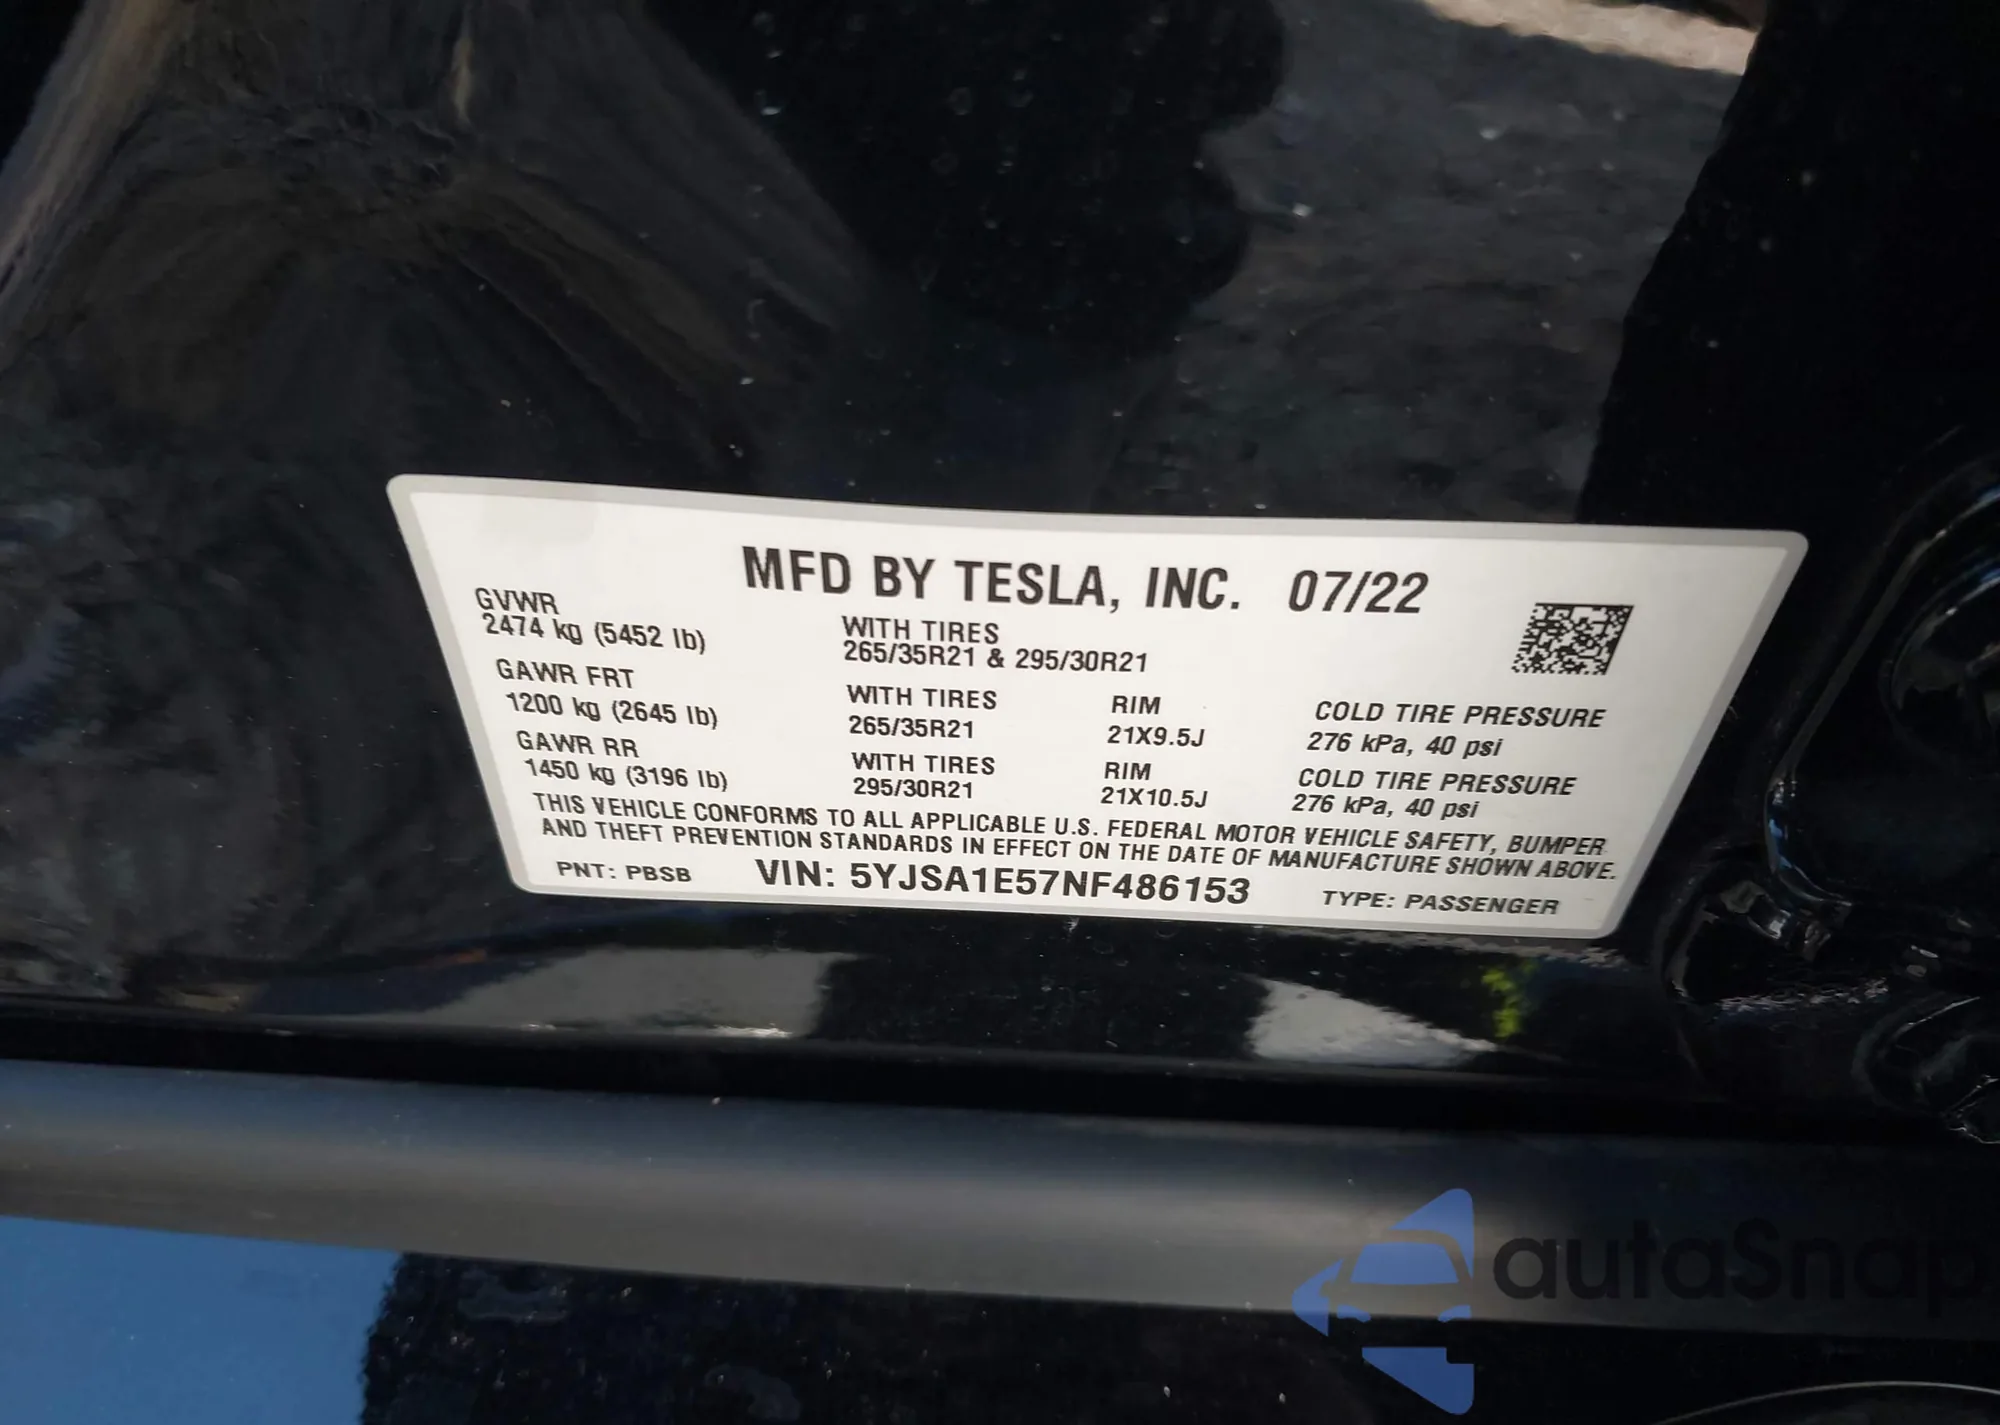 MFD BY TESLA, INC. 07/22
GVWR
2474 kg (5452 lb)
WITH TIRES
265/35R21 & 295/30R21
GAWR FRT
1200 kg (2645 lb)
WITH TIRES
265/35R21
RIM
21X9.5J
COLD TIRE PRESSURE
276 kPa, 40 psi
GAWR RR
1450 kg (3196 lb)
WITH TIRES
295/30R21
RIM
21X10.5J
COLD TIRE PRESSURE
276 kPa, 40 psi
THIS VEHICLE CONFORMS TO ALL APPLICABLE U.S. FEDERAL MOTOR VEHICLE SAFETY, BUMPER
AND THEFT PREVENTION STANDARDS IN EFFECT ON THE DATE OF MANUFACTURE SHOWN ABOVE.
PNT: PBSB VIN: 5YJSA1E57NF486153 TYPE: PASSENGER
autaSnap